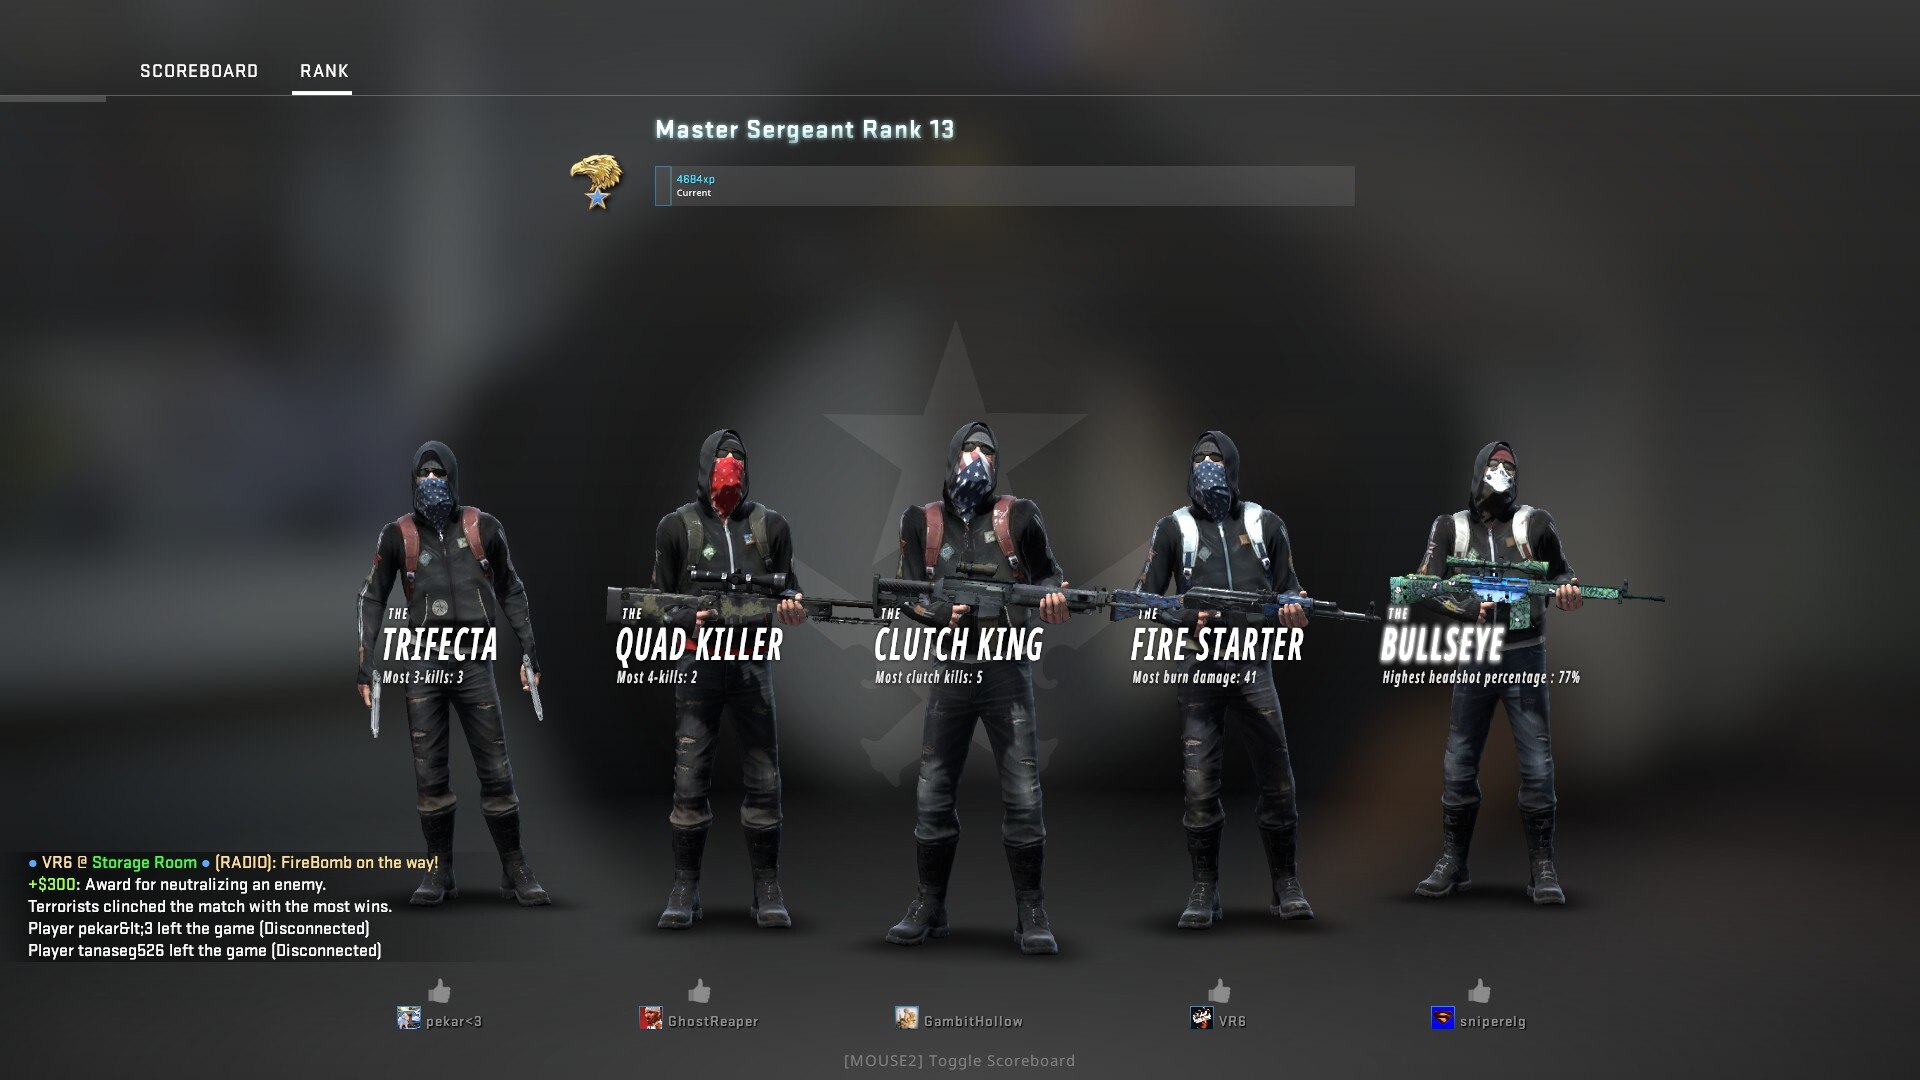 SCOREBOARD
RANK
Master Sergeant Rank 13
4684xp
Current
THE
TRIFECTA
Most 3-kills: 3
THE
QUAD KILLER
Most 4-kills: 2
THE
CLUTCH KING
Most clutch kills: 5
THE
FIRE STARTER
Most burn damage: 41
THE
BULLSEYE
Highest headshot percentage : 77%
● VR6 @ Storage Room ● (RADIO): FireBomb on the way!
+$300: Award for neutralizing an enemy.
Terrorists clinched the match with the most wins.
Player pekar&lt;3 left the game (Disconnected)
Player tanaseg526 left the game (Disconnected)
pekar<3
GhostReaper
GambitHollow
VR6
sniperelg
[MOUSE2] Toggle Scoreboard